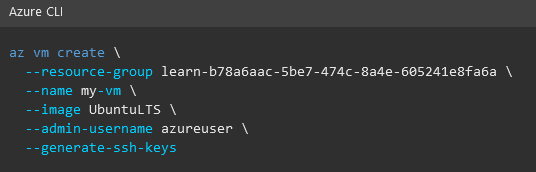 Azure CLI
az vm create \
--resource-group learn-b78a6aac-5be7-474c-8a4e-605241e8fa6a \
--name my-vm \
--image UbuntuLTS \
--admin-username azureuser \
--generate-ssh-keys